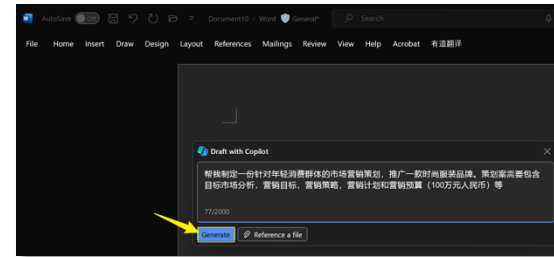 AutoSave Off Document10 - Word General* Search
File Home Insert Draw Design Layout References Mailings Review View Help Acrobat 有道翻译
Draft with Copilot
帮我制定一份针对年轻消费群体的市场营销策划，推广一款时尚服装品牌。策划案需要包含
目标市场分析，营销目标，营销策略，营销计划和营销预算（100万元人民币）等
77/2000
Generate Reference a file